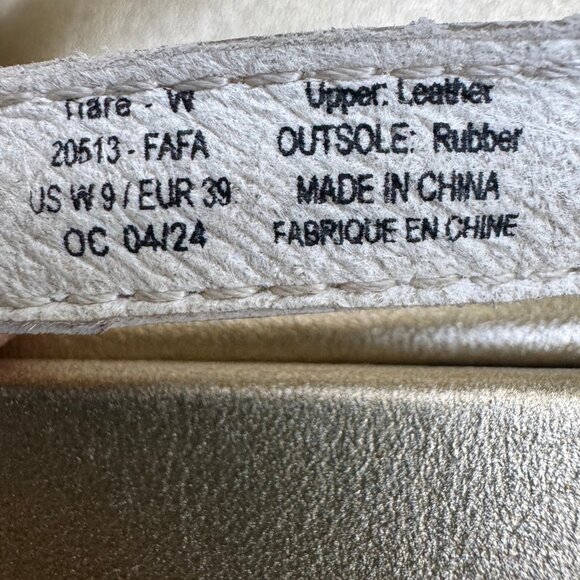 Tiare - W
20513 - FAFA
US W 9 / EUR 39
OC 04/24
Upper: Leather
OUTSOLE: Rubber
MADE IN CHINA
FABRIQUE EN CHINE